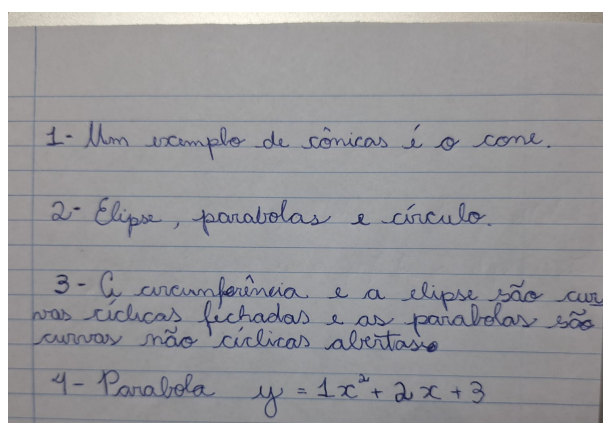 1- Um exemplo de cônicas é o cone.
2- Elipse, parabolas e círculo.
3- A circunferência e a elipse são cur
vas cíclicas fechadas e as parabolas são
curvas não cíclicas abertas.
4- Parabola y = 1x² + 2x + 3